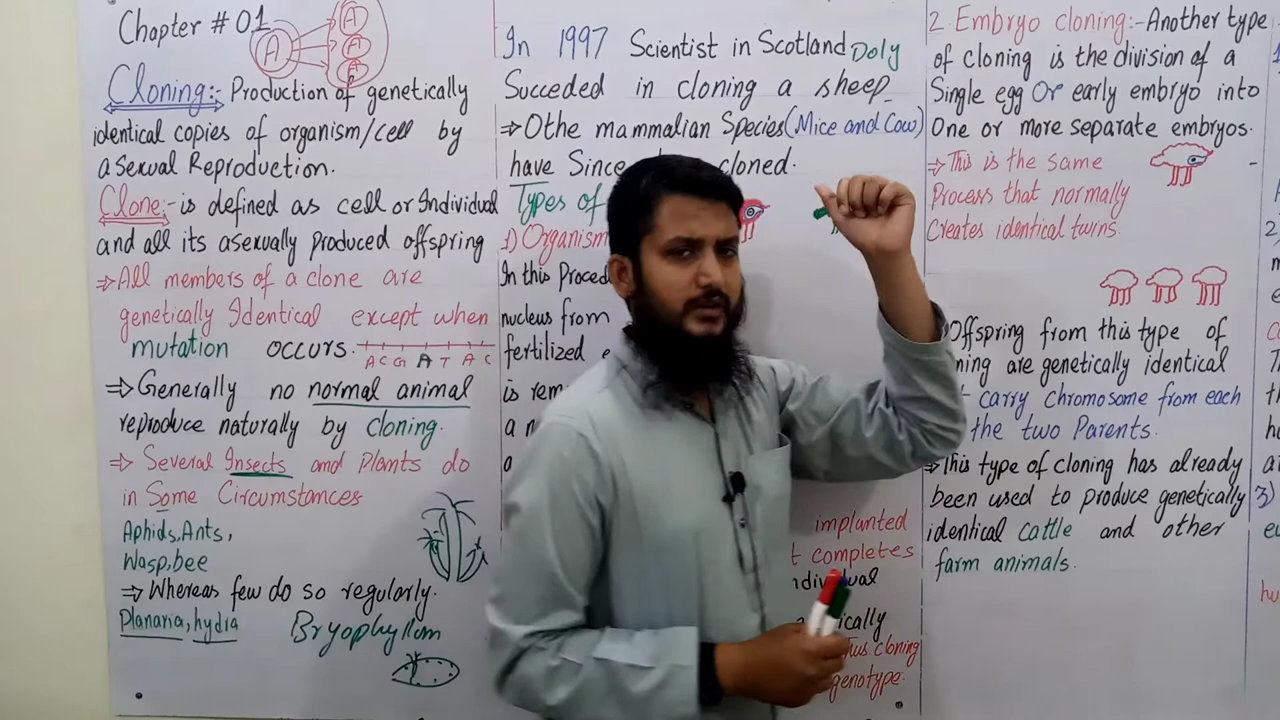 Chapter # 01
A
A
A
A
Cloning:- Production of genetically
identical copies of organism/cell by
asexual Reproduction.
Clone:- is defined as cell or Individual
and all its asexually produced offspring
⇒ All members of a clone are
genetically Identical except when
mutation occurs.
A C G A T A C
⇒ Generally no normal animal
reproduce naturally by cloning.
⇒ Several Insects and Plants do
in Some Circumstances
Aphids, Ants,
Wasp, bee
⇒ Whereas few do so regularly.
Planaria, hydra
Bryophyllom
In 1997 Scientist in Scotland Doly
Succeded in cloning a sheep
⇒ Othe mammalian Species (Mice and Cow)
have Since cloned.
Types of
1) Organism
In this Proced
nucleus from
fertilized
is rem
implanted
completes
genotype.
Thus cloning
2. Embryo cloning:- Another type
of cloning is the division of a
Single egg Or early embryo into
One or more separate embryos.
⇒ This is the same
Process that normally
Creates identical twins.
Offspring from this type of
ning are genetically identical
carry chromosome from each
the two Parents.
⇒ This type of cloning has already
been used to produce genetically
identical cattle and other
farm animals.
3)